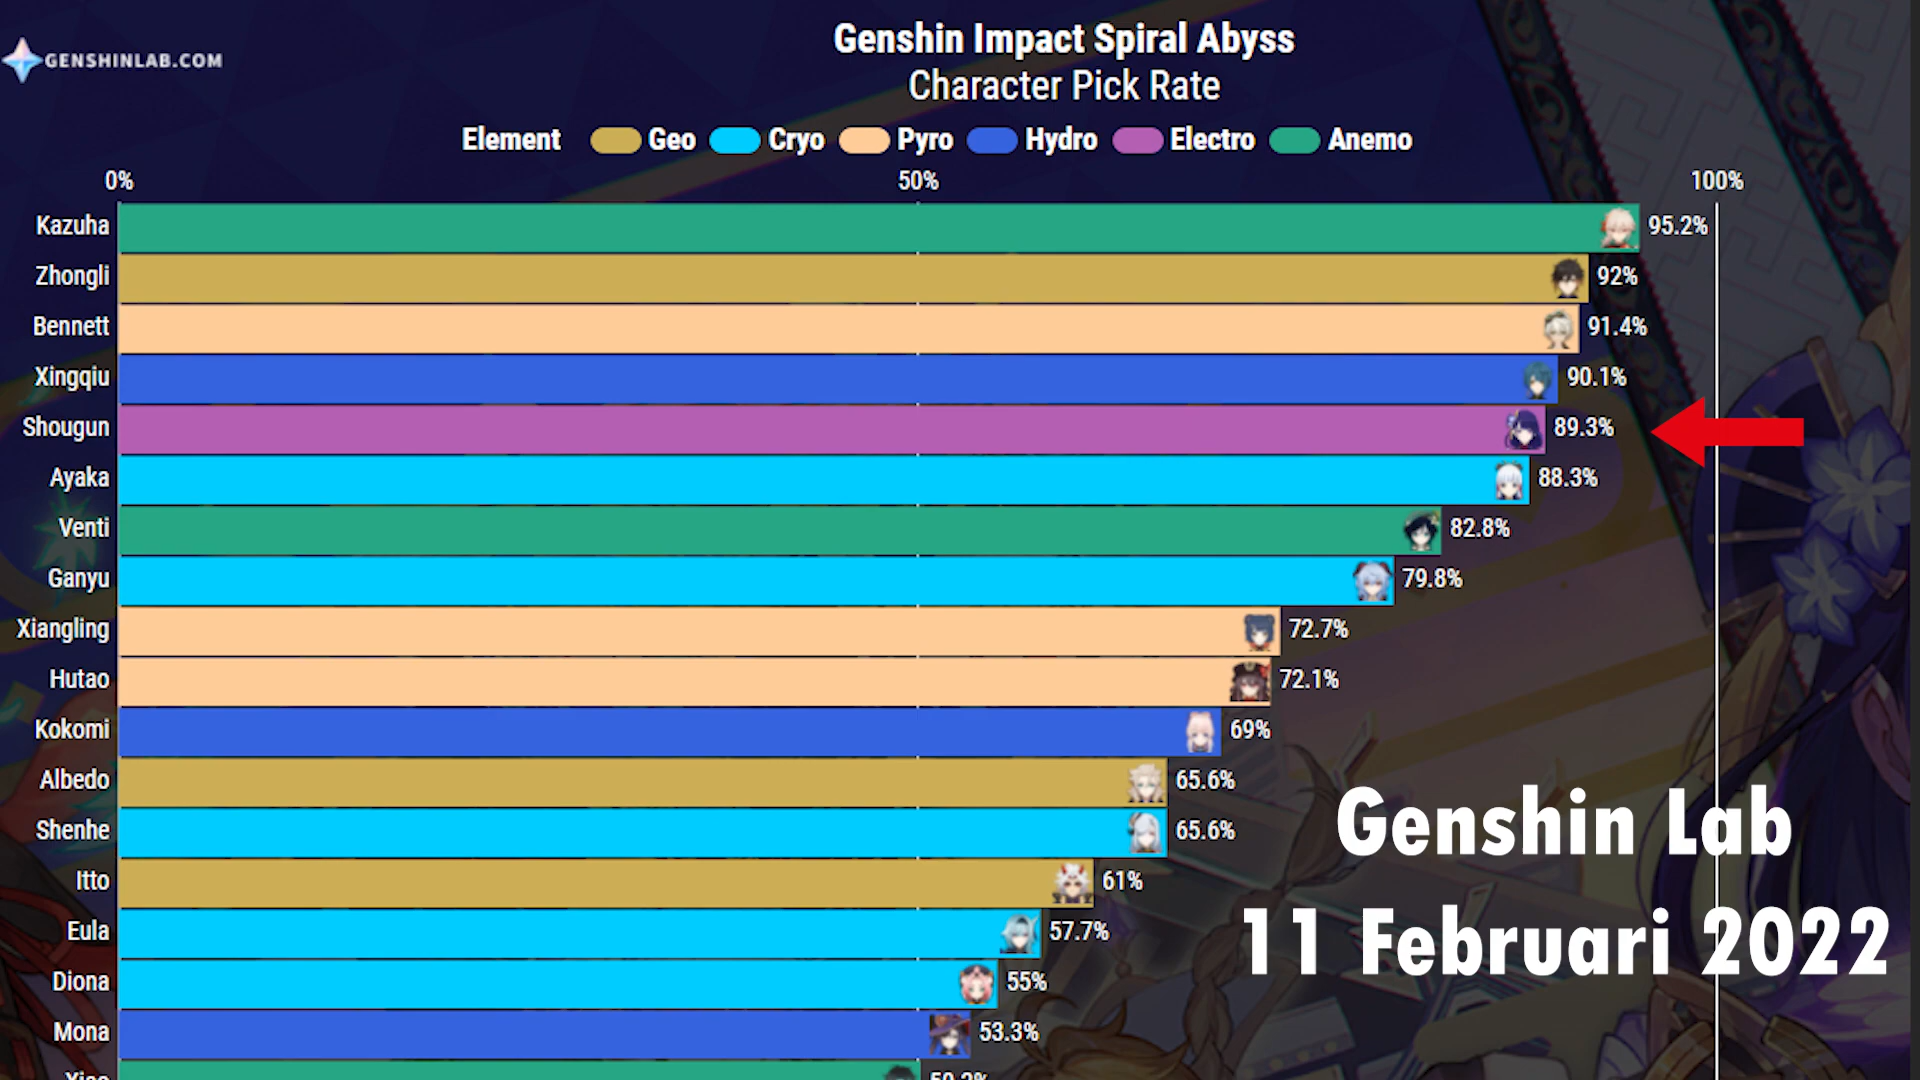 GENSHINLAB.COM
Genshin Impact Spiral Abyss
Character Pick Rate
Element Geo Cryo Pyro Hydro Electro Anemo
0% 50% 100%
Kazuha 95.2%
Zhongli 92%
Bennett 91.4%
Xingqiu 90.1%
Shougun 89.3%
Ayaka 88.3%
Venti 82.8%
Ganyu 79.8%
Xiangling 72.7%
Hutao 72.1%
Kokomi 69%
Albedo 65.6%
Shenhe 65.6%
Itto 61%
Eula 57.7%
Diona 55%
Mona 53.3%
Xiao
Genshin Lab
11 Februari 2022